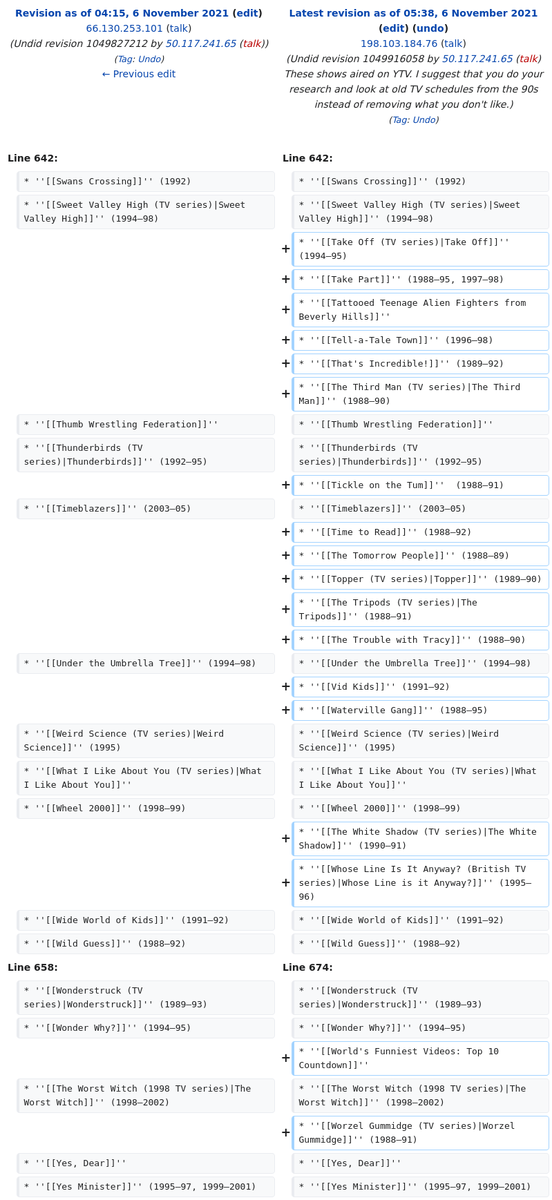 Revision as of 04:15, 6 November 2021 (edit)
66.130.253.101 (talk)
(Undid revision 1049827212 by 50.117.241.65 (talk))
(Tag: Undo)
← Previous edit
Latest revision as of 05:38, 6 November 2021
(edit) (undo)
198.103.184.76 (talk)
(Undid revision 1049916058 by 50.117.241.65 (talk)
These shows aired on YTV. I suggest that you do your
research and look at old TV schedules from the 90s
instead of removing what you don't like.)
(Tag: Undo)
Line 642:
Line 642:
* ''[[Swans Crossing]]'' (1992)
* ''[[Swans Crossing]]'' (1992)
* ''[[Sweet Valley High (TV series)|Sweet
Valley High]]'' (1994–98)
* ''[[Sweet Valley High (TV series)|Sweet
Valley High]]'' (1994–98)
+ * ''[[Take Off (TV series)|Take Off]]''
(1994–95)
+ * ''[[Take Part]]'' (1988–95, 1997–98)
+ * ''[[Tattooed Teenage Alien Fighters from
Beverly Hills]]''
+ * ''[[Tell-a-Tale Town]]'' (1996–98)
+ * ''[[That's Incredible!]]'' (1989–92)
+ * ''[[The Third Man (TV series)|The Third
Man]]'' (1988–90)
* ''[[Thumb Wrestling Federation]]''
* ''[[Thumb Wrestling Federation]]''
* ''[[Thunderbirds (TV
series)|Thunderbirds]]'' (1992–95)
* ''[[Thunderbirds (TV
series)|Thunderbirds]]'' (1992–95)
+ * ''[[Tickle on the Tum]]''  (1988–91)
* ''[[Timeblazers]]'' (2003–05)
* ''[[Timeblazers]]'' (2003–05)
+ * ''[[Time to Read]]'' (1988–92)
+ * ''[[The Tomorrow People]]'' (1988–89)
+ * ''[[Topper (TV series)|Topper]]'' (1989–90)
+ * ''[[The Tripods (TV series)|The
Tripods]]'' (1988–91)
+ * ''[[The Trouble with Tracy]]'' (1988–90)
* ''[[Under the Umbrella Tree]]'' (1994–98)
* ''[[Under the Umbrella Tree]]'' (1994–98)
+ * ''[[Vid Kids]]'' (1991–92)
+ * ''[[Waterville Gang]]'' (1988–95)
* ''[[Weird Science (TV series)|Weird
Science]]'' (1995)
* ''[[Weird Science (TV series)|Weird
Science]]'' (1995)
* ''[[What I Like About You (TV series)|What
I Like About You]]''
* ''[[What I Like About You (TV series)|What
I Like About You]]''
* ''[[Wheel 2000]]'' (1998–99)
* ''[[Wheel 2000]]'' (1998–99)
+ * ''[[The White Shadow (TV series)|The White
Shadow]]'' (1990–91)
+ * ''[[Whose Line Is It Anyway? (British TV
series)|Whose Line is it Anyway?]]'' (1995–
96)
* ''[[Wide World of Kids]]'' (1991–92)
* ''[[Wide World of Kids]]'' (1991–92)
* ''[[Wild Guess]]'' (1988–92)
* ''[[Wild Guess]]'' (1988–92)
Line 658:
Line 674:
* ''[[Wonderstruck (TV
series)|Wonderstruck]]'' (1989–93)
* ''[[Wonderstruck (TV
series)|Wonderstruck]]'' (1989–93)
* ''[[Wonder Why?]]'' (1994–95)
* ''[[Wonder Why?]]'' (1994–95)
+ * ''[[World's Funniest Videos: Top 10
Countdown]]''
* ''[[The Worst Witch (1998 TV series)|The
Worst Witch]]'' (1998–2002)
* ''[[The Worst Witch (1998 TV series)|The
Worst Witch]]'' (1998–2002)
+ * ''[[Worzel Gummidge (TV series)|Worzel
Gummidge]]'' (1988–91)
* ''[[Yes, Dear]]''
* ''[[Yes, Dear]]''
* ''[[Yes Minister]]'' (1995–97, 1999–2001)
* ''[[Yes Minister]]'' (1995–97, 1999–2001)